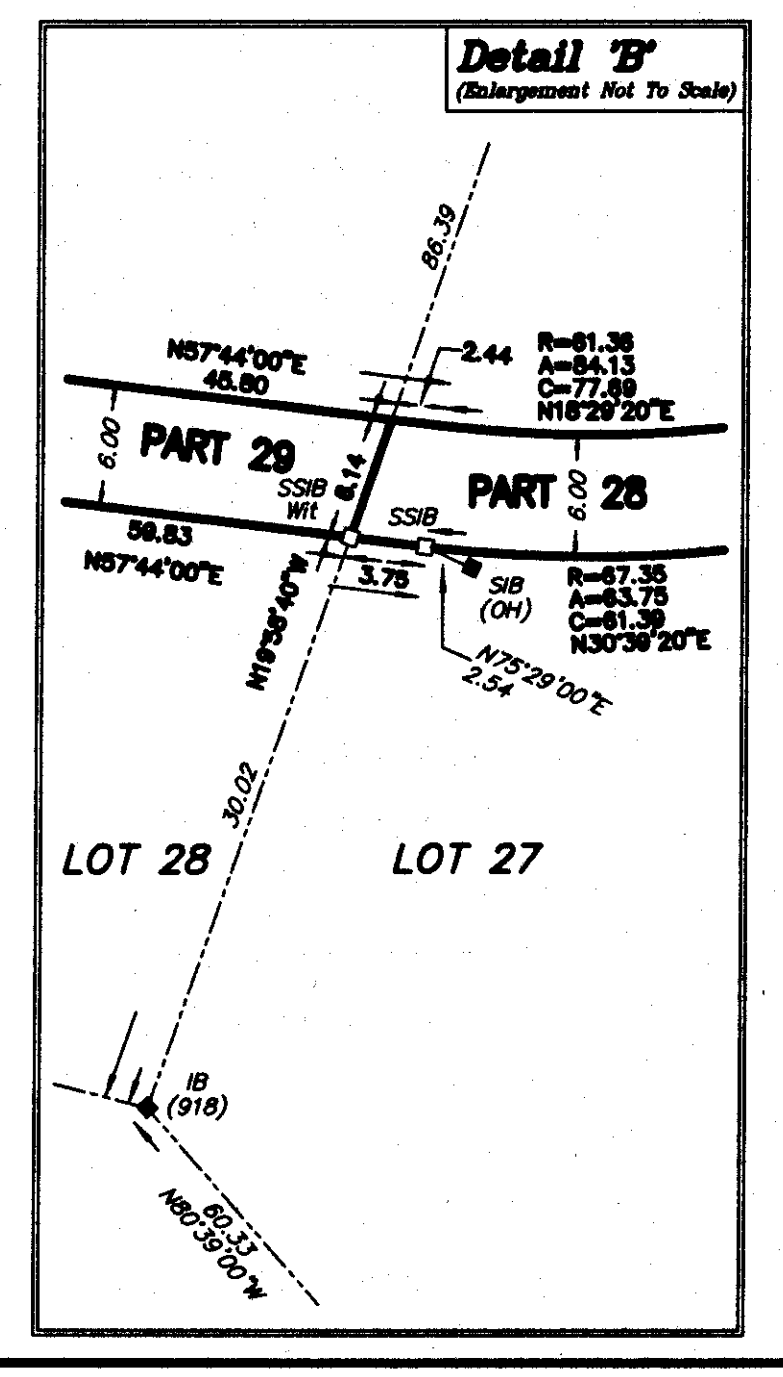 Detail 'B'
(Enlargement Not To Scale)
86.39
2.44
R=61.36
A=84.13
C=77.69
N18°29'20"E
N57°44'00"E
45.80
6.00
PART 29
6.14
SSIB
Wit
SSIB
PART 28
6.00
59.83
N57°44'00"E
3.75
SIB
(OH)
R=67.35
A=63.75
C=61.39
N30°39'20"E
N19°58'40"W
N75°29'00"E
2.54
30.02
LOT 28
LOT 27
IB
(918)
60.33
N80°39'00"W